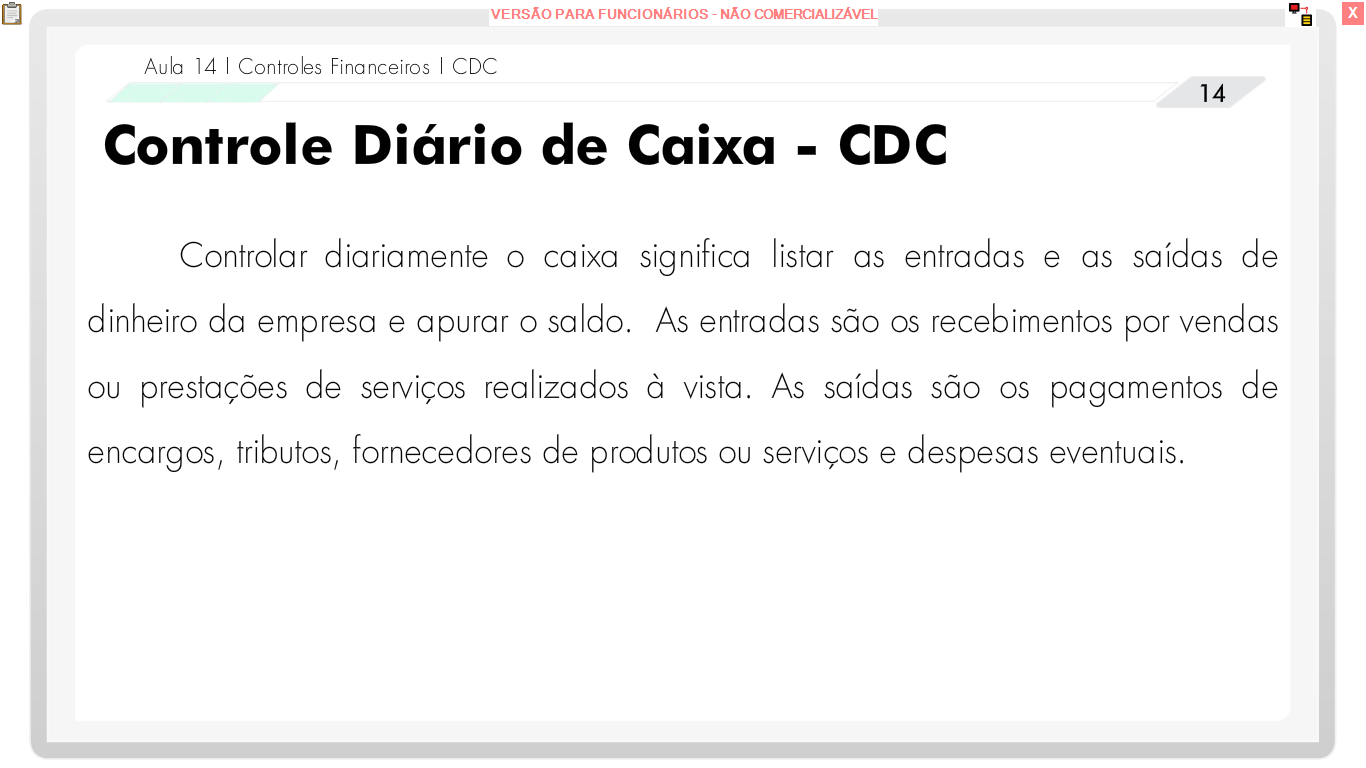 VERSÃO PARA FUNCIONÁRIOS - NÃO COMERCIALIZÁVEL
X
Aula 14 | Controles Financeiros | CDC
14
Controle Diário de Caixa - CDC
Controlar diariamente o caixa significa listar as entradas e as saídas de
dinheiro da empresa e apurar o saldo. As entradas são os recebimentos por vendas
ou prestações de serviços realizados à vista. As saídas são os pagamentos de
encargos, tributos, fornecedores de produtos ou serviços e despesas eventuais.